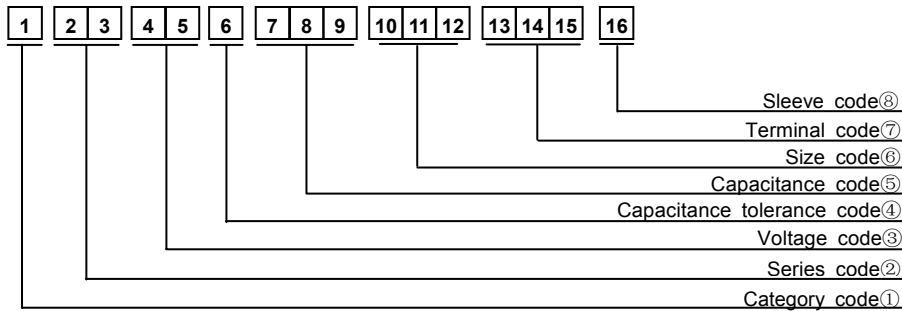 1 2 3 4 5 6 7 8 9 10 11 12 13 14 15 16
Sleeve code⑧
Terminal code⑦
Size code⑥
Capacitance code⑤
Capacitance tolerance code④
Voltage code③
Series code②
Category code①